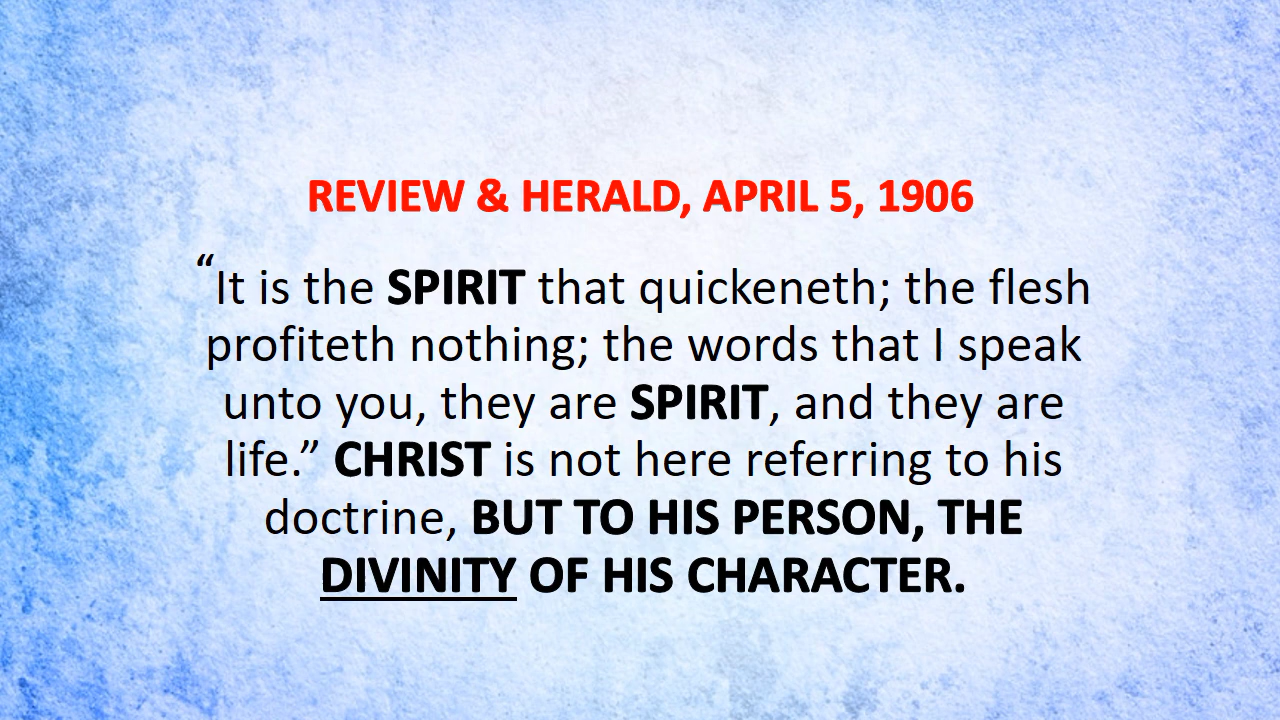 REVIEW & HERALD, APRIL 5, 1906
“It is the SPIRIT that quickeneth; the flesh
profiteth nothing; the words that I speak
unto you, they are SPIRIT, and they are
life.” CHRIST is not here referring to his
doctrine, BUT TO HIS PERSON, THE
DIVINITY OF HIS CHARACTER.